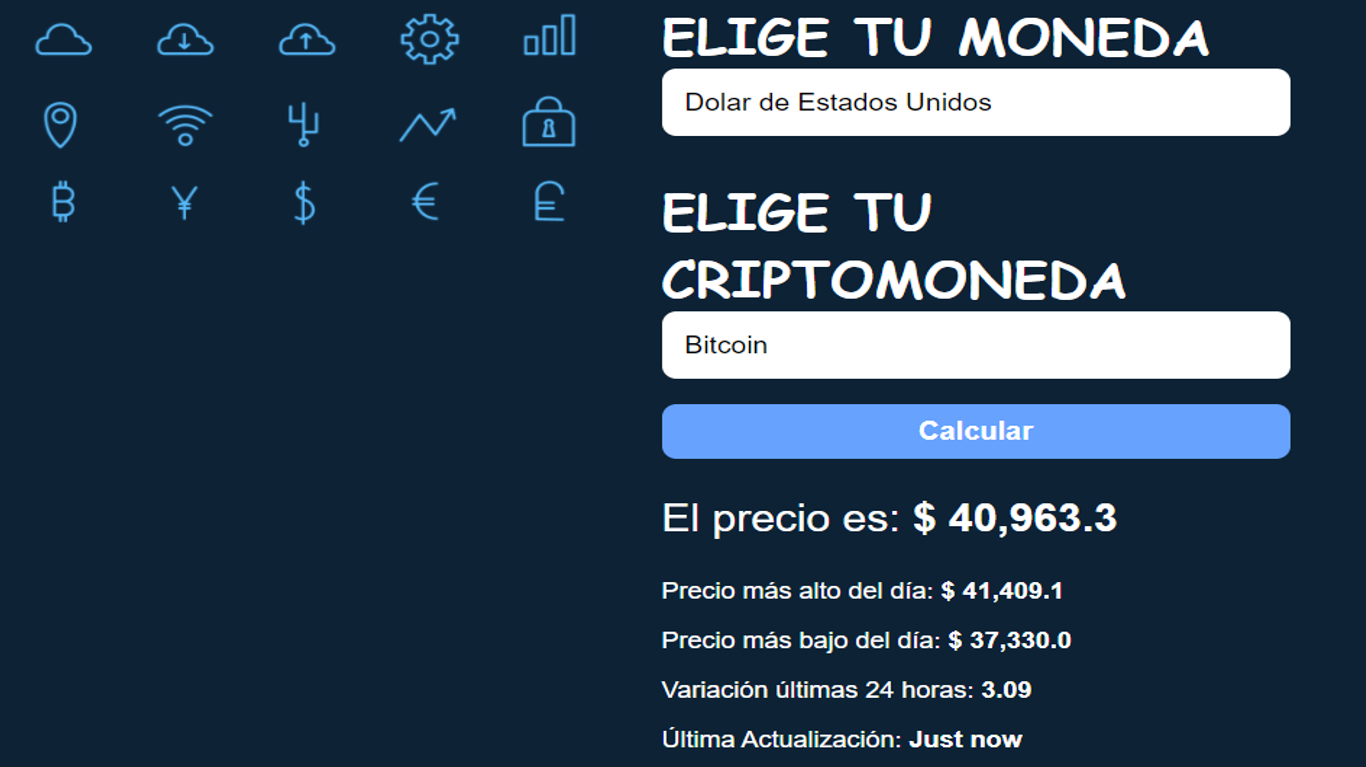 ELIGE TU MONEDA
Dolar de Estados Unidos
ELIGE TU
CRIPTOMONEDA
Bitcoin
Calcular
El precio es: $ 40,963.3
Precio más alto del día: $ 41,409.1
Precio más bajo del día: $ 37,330.0
Variación últimas 24 horas: 3.09
Última Actualización: Just now